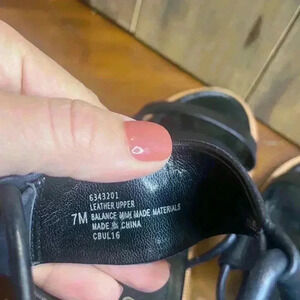 6343201
LEATHER UPPER
7M BALANCE MAN MADE MATERIALS
MADE IN CHINA
CBUL16